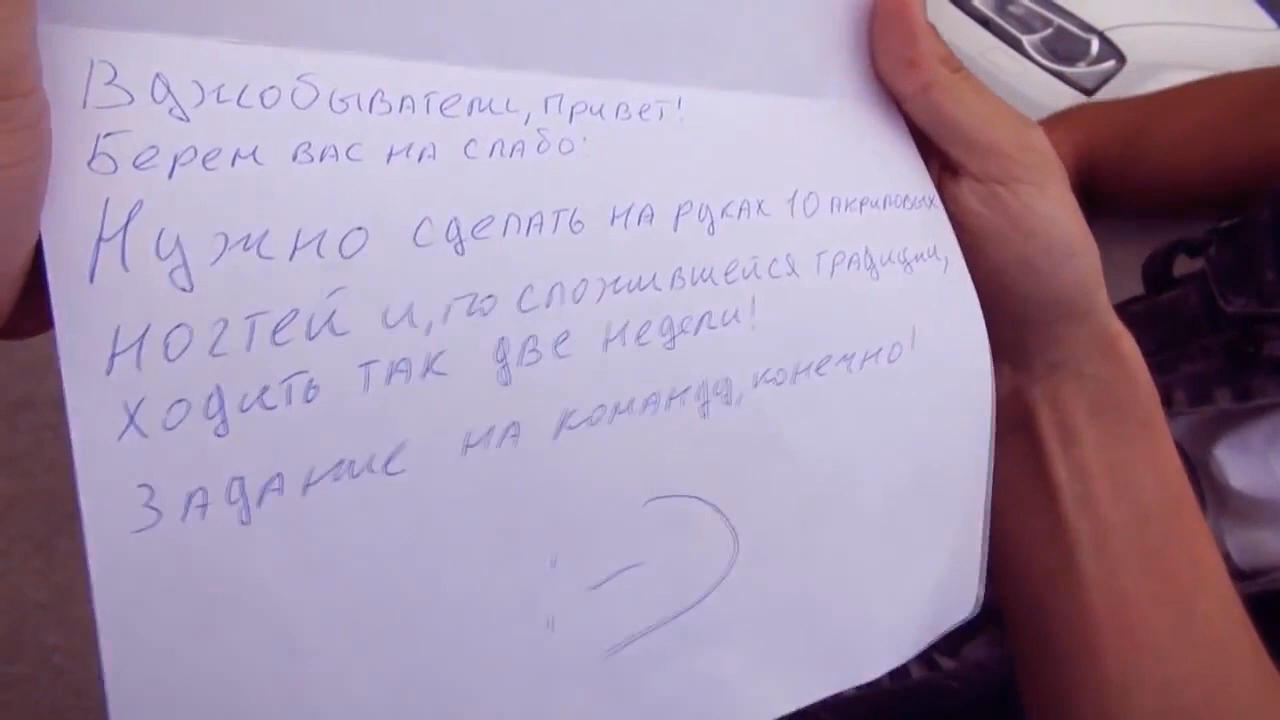 Вджобыватели, привет!
Берем вас на слабо:
Нужно сделать на руках 10 акриловых
ногтей и, по сложившейся традиции,
ходить так две недели!
Задание на команду, конечно!
:-)